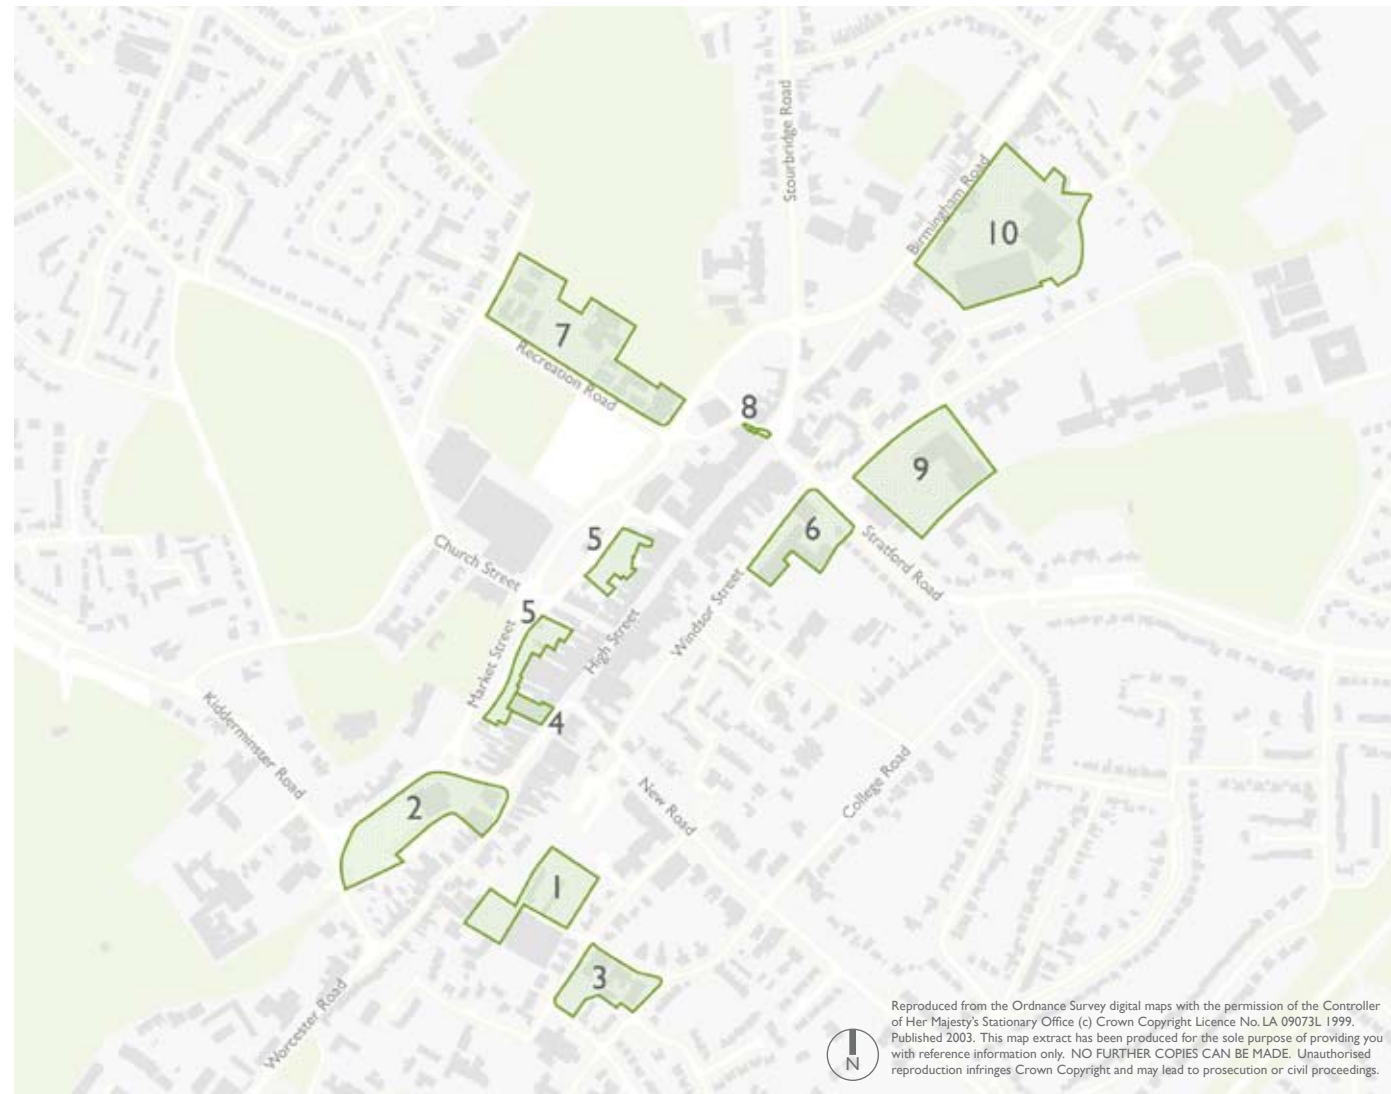 Stourbridge Road
Birmingham Road
10
7
Recreation Road
8
9
6
5
Stratford Road
Church Street
5
Windsor Street
High Street
Market Street
4
Kidderminster Road
College Road
New Road
2
1
3
Worcester Road
N
Reproduced from the Ordnance Survey digital maps with the permission of the Controller
of Her Majesty's Stationary Office (c) Crown Copyright Licence No. LA 09073L 1999.
Published 2003. This map extract has been produced for the sole purpose of providing you
with reference information only. NO FURTHER COPIES CAN BE MADE. Unauthorised
reproduction infringes Crown Copyright and may lead to prosecution or civil proceedings.